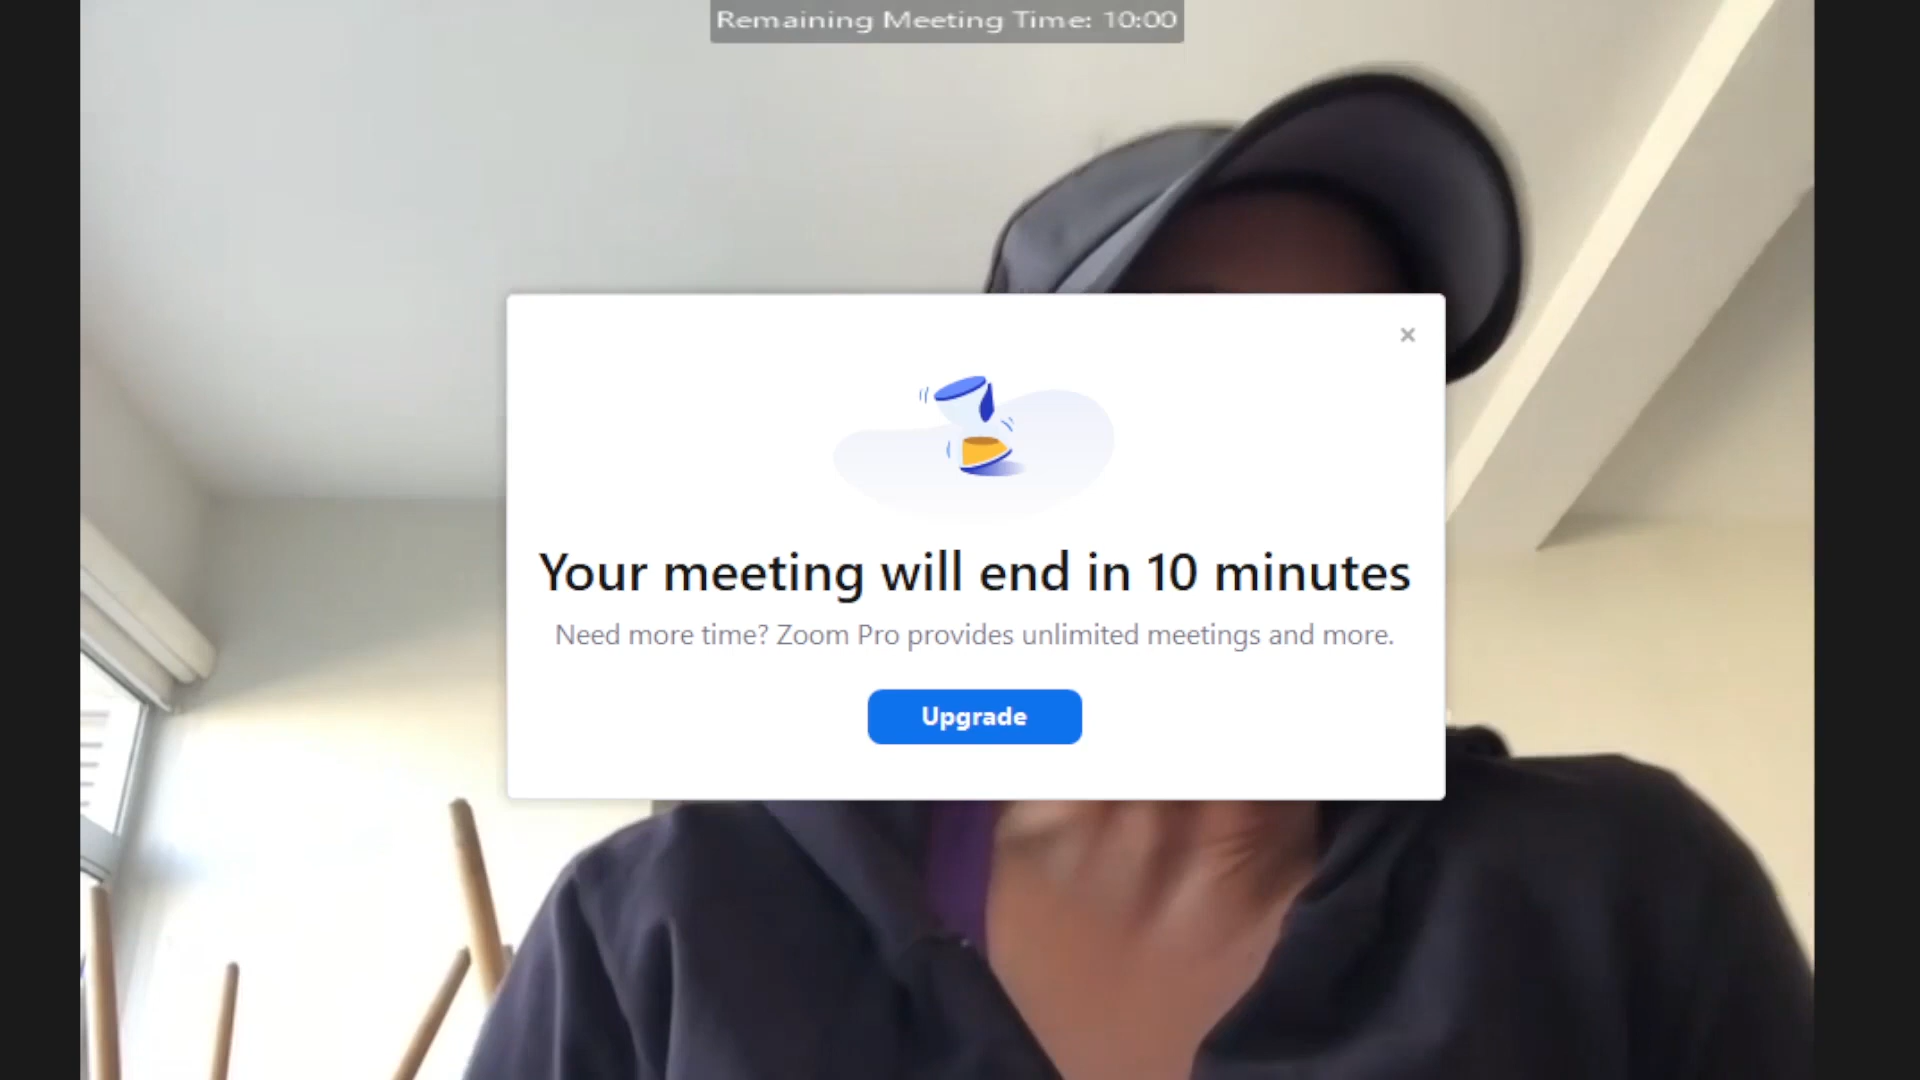 Remaining Meeting Time: 10:00
×
Your meeting will end in 10 minutes
Need more time? Zoom Pro provides unlimited meetings and more.
Upgrade